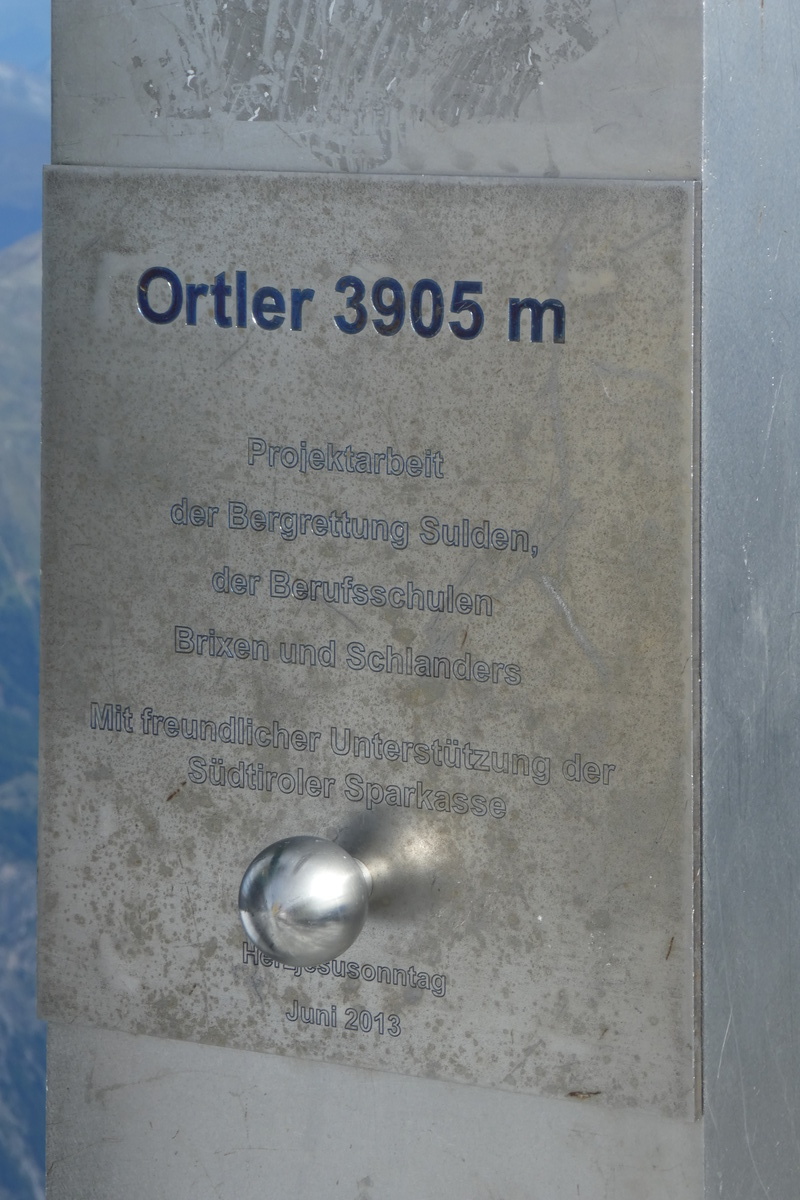 Ortler 3905 m
Projektarbeit
der Bergrettung Sulden,
der Berufsschulen
Brixen und Schlanders
Mit freundlicher Unterstützung der
Südtiroler Sparkasse
Herzjesusonntag
Juni 2013